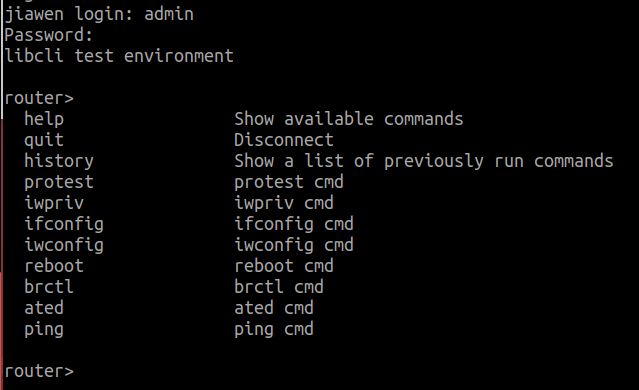 jiawen login: admin
Password:
libcli test environment
router>
help Show available commands
quit Disconnect
history Show a list of previously run commands
protest protest cmd
iwpriv iwpriv cmd
ifconfig ifconfig cmd
iwconfig iwconfig cmd
reboot reboot cmd
brctl brctl cmd
ated ated cmd
ping ping cmd
router>